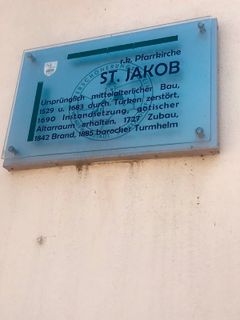 r.k. Pfarrkirche
ST. JAKOB
Ursprünglich mittelalterlicher Bau,
1529 u. 1683 durch Türken zerstört,
1690 Instandsetzung, gotischer
Altarraum erhalten, 1727 Zubau,
1842 Brand, 1885 barocker Turmhelm